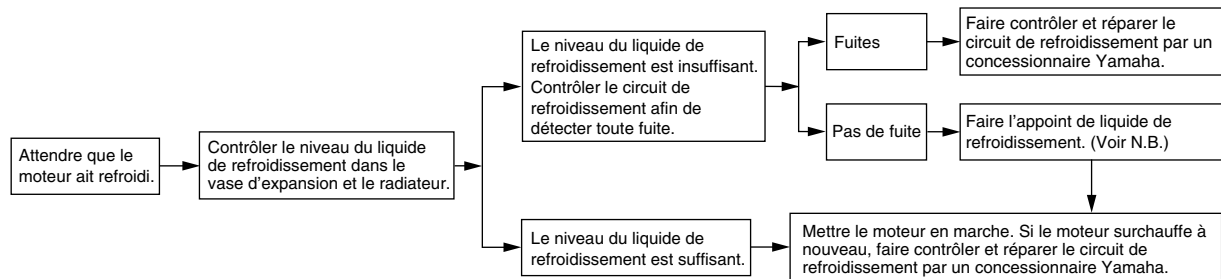 Attendre que le
moteur ait refroidi.
Contrôler le niveau du liquide
de refroidissement dans le
vase d’expansion et le radiateur.
Le niveau du liquide de
refroidissement est insuffisant.
Contrôler le circuit de
refroidissement afin de
détecter toute fuite.
Fuites
Faire contrôler et réparer le
circuit de refroidissement par un
concessionnaire Yamaha.
Pas de fuite
Faire l’appoint de liquide de
refroidissement. (Voir N.B.)
Le niveau du liquide de
refroidissement est suffisant.
Mettre le moteur en marche. Si le moteur surchauffe à
nouveau, faire contrôler et réparer le circuit de
refroidissement par un concessionnaire Yamaha.